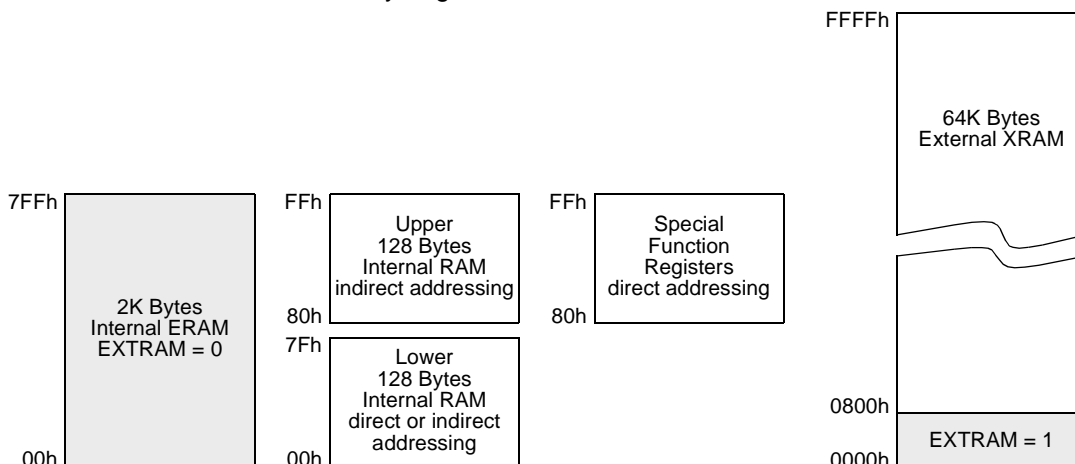 FFFFh
64K Bytes
External XRAM
7FFh
2K Bytes
Internal ERAM
EXTRAM = 0
00h
FFh
Upper
128 Bytes
Internal RAM
indirect addressing
80h
7Fh
Lower
128 Bytes
Internal RAM
direct or indirect
addressing
00h
FFh
Special
Function
Registers
direct addressing
80h
0800h
EXTRAM = 1
0000h